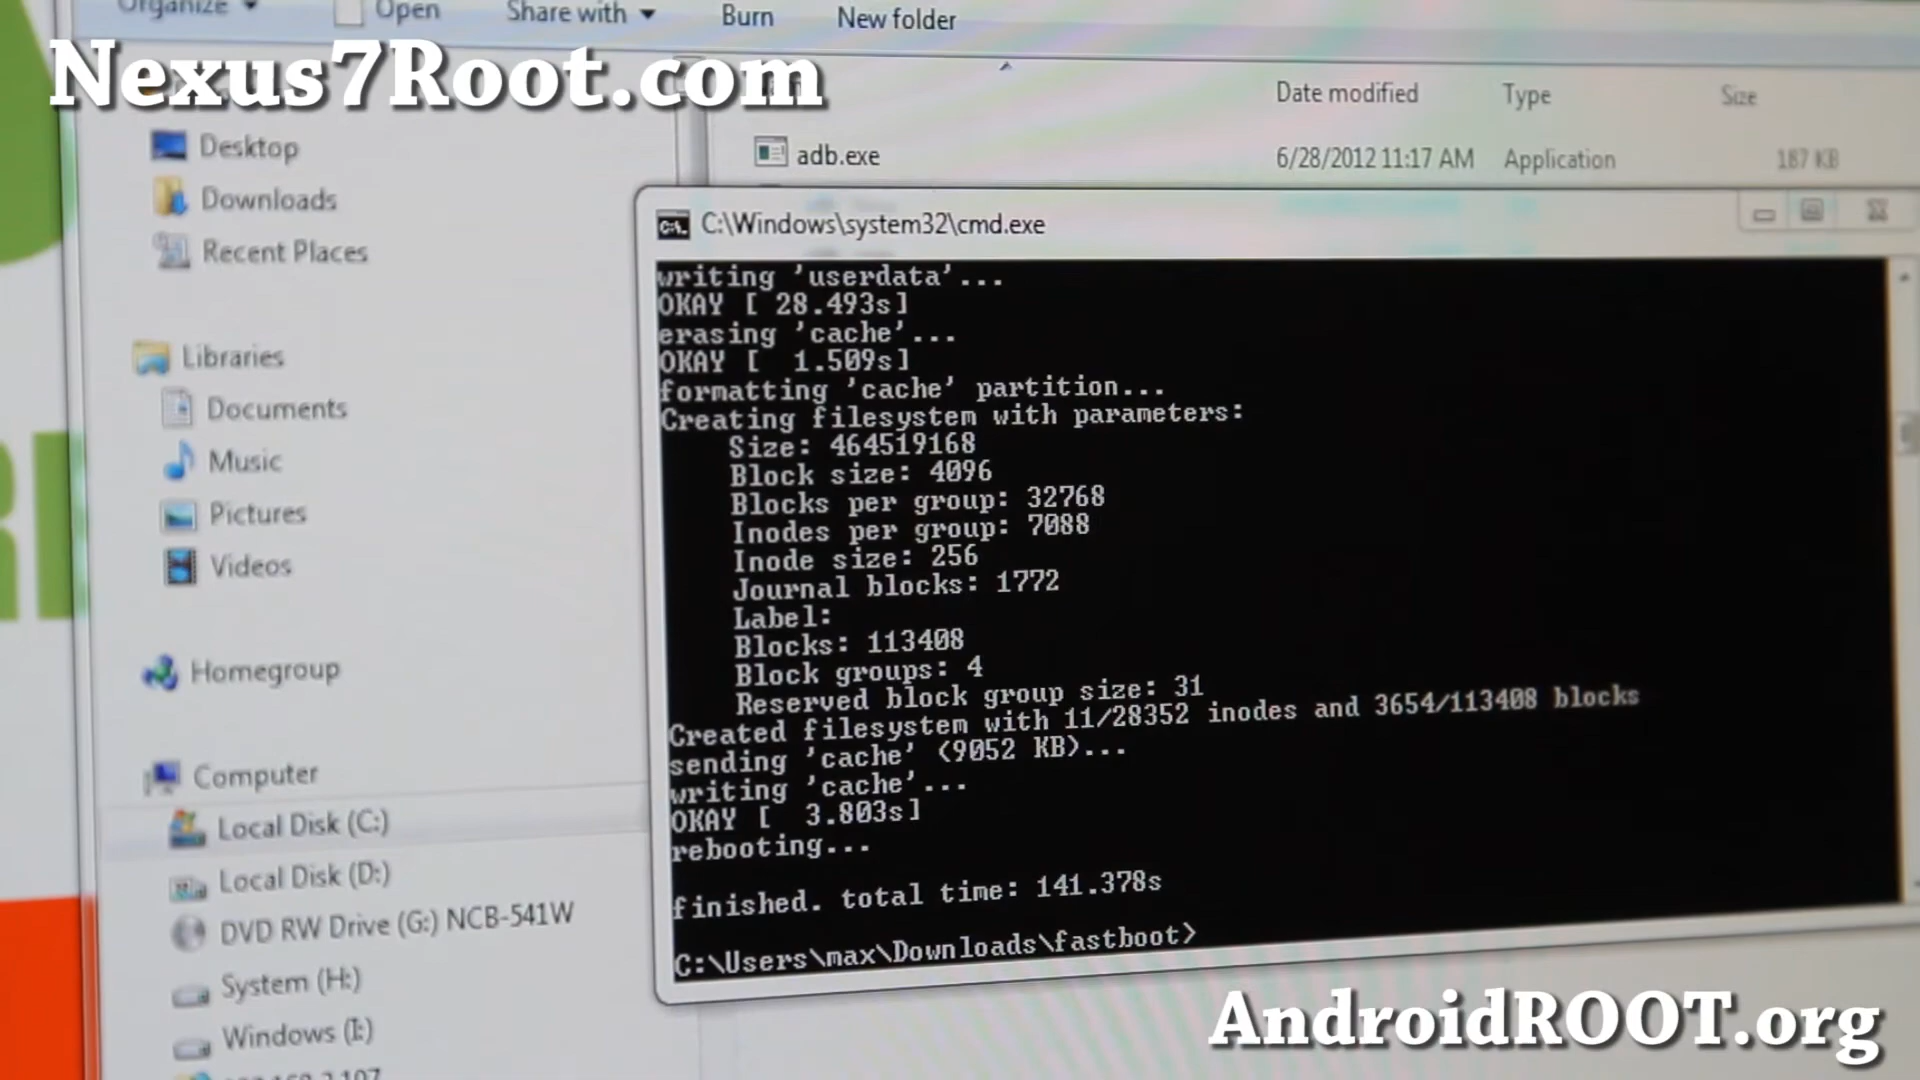 Organize
Open
Share with
Burn
New folder
Nexus7Root.com
Date modified
Type
Size
Desktop
adb.exe
6/28/2012 11:17 AM
Application
187 KB
Downloads
Recent Places
Libraries
Documents
Music
Pictures
Videos
Homegroup
Computer
Local Disk (C:)
Local Disk (D:)
DVD RW Drive (G:) NCB-541W
System (H:)
Windows (I:)
C:\Windows\system32\cmd.exe
writing 'userdata'...
OKAY [ 28.493s]
erasing 'cache'...
OKAY [  1.509s]
formatting 'cache' partition...
Creating filesystem with parameters:
Size: 464519168
Block size: 4096
Blocks per group: 32768
Inodes per group: 7088
Inode size: 256
Journal blocks: 1772
Label:
Blocks: 113408
Block groups: 4
Reserved block group size: 31
Created filesystem with 11/28352 inodes and 3654/113408 blocks
sending 'cache' (9052 KB)...
writing 'cache'...
OKAY [  3.803s]
rebooting...
finished. total time: 141.378s
C:\Users\max\Downloads\fastboot>
AndroidROOT.org